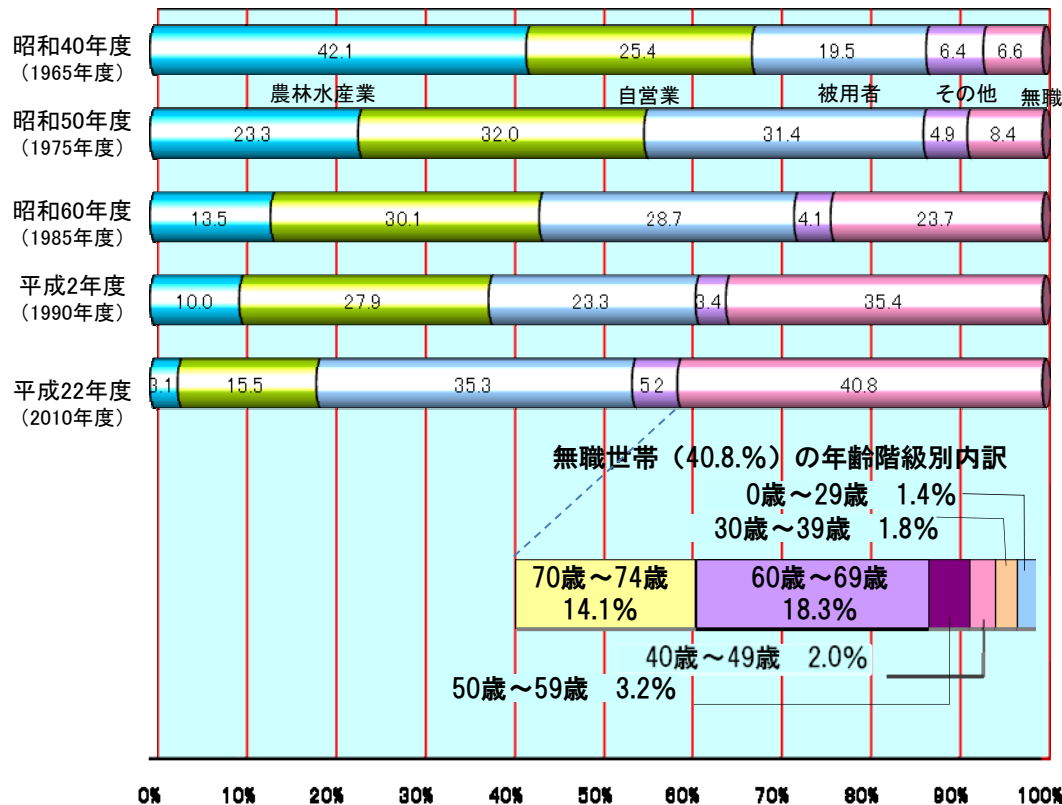 昭和40年度
（1965年度）
42.1 25.4 19.5 6.4 6.6
農林水産業 自営業 被用者 その他 無職
昭和50年度
（1975年度）
23.3 32.0 31.4 4.9 8.4
昭和60年度
（1985年度）
13.5 30.1 28.7 4.1 23.7
平成2年度
（1990年度）
10.0 27.9 23.3 3.4 35.4
平成22年度
（2010年度）
3.1 15.5 35.3 5.2 40.8
無職世帯（40.8.%）の年齢階級別内訳
0歳～29歳 1.4%
30歳～39歳 1.8%
70歳～74歳
14.1%
60歳～69歳
18.3%
40歳～49歳 2.0%
50歳～59歳 3.2%
0% 10% 20% 30% 40% 50% 60% 70% 80% 90% 100%